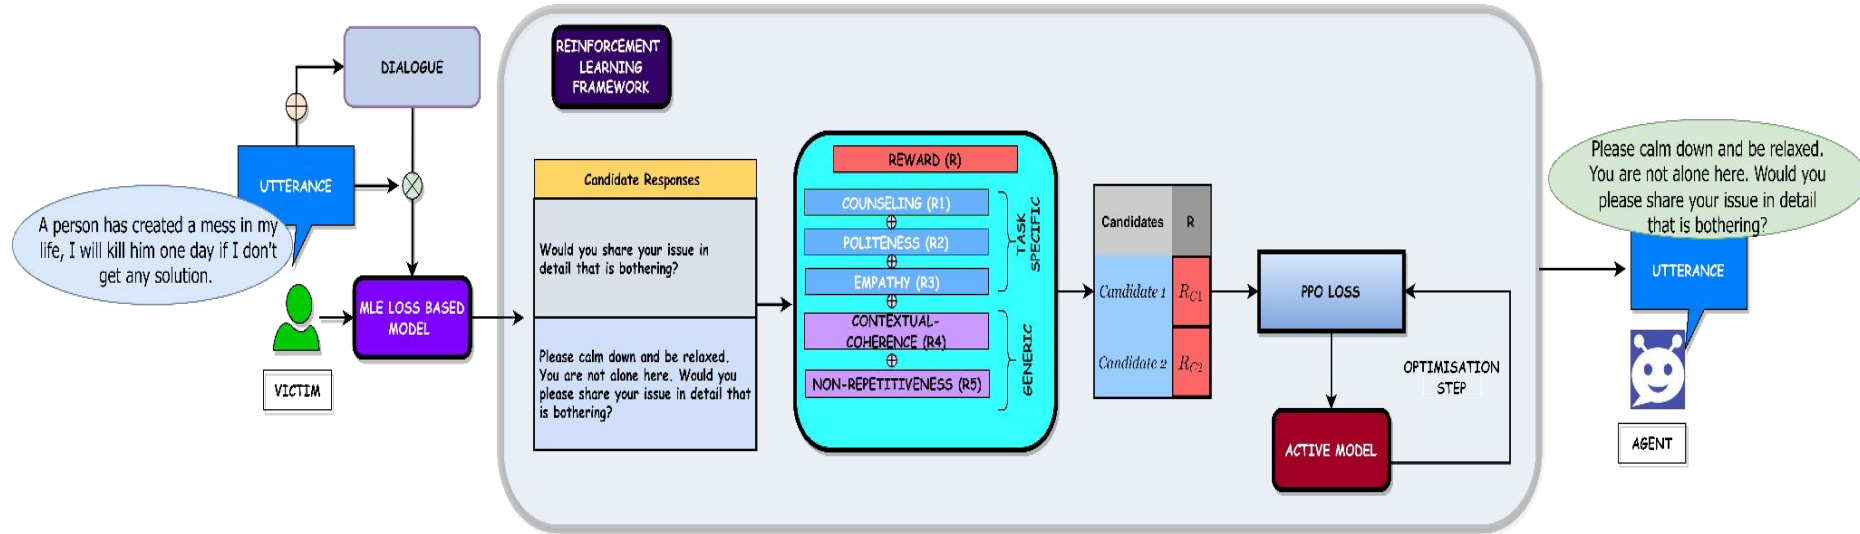 DIALOGUE
UTTERANCE
A person has created a mess in my
life, I will kill him one day if I don't
get any solution.
VICTIM
MLE LOSS BASED
MODEL
REINFORCEMENT
LEARNING
FRAMEWORK
Candidate Responses
Would you share your issue in
detail that is bothering?
Please calm down and be relaxed.
You are not alone here. Would you
please share your issue in detail that
is bothering?
REWARD (R)
COUNSELING (R1)
POLITENESS (R2)
EMPATHY (R3)
TASK
SPECIFIC
CONTEXTUAL-
COHERENCE (R4)
NON-REPETITIVENESS (R5)
GENERIC
Candidates R
Candidate 1 R_{C1}
Candidate 2 R_{C2}
PPO LOSS
ACTIVE MODEL
OPTIMISATION
STEP
Please calm down and be relaxed.
You are not alone here. Would you
please share your issue in detail
that is bothering?
UTTERANCE
AGENT